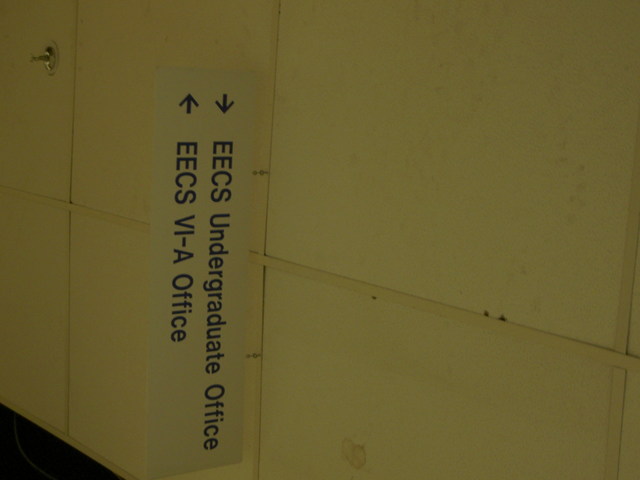 ↑ EECS Undergraduate Office
↓ EECS VI-A Office